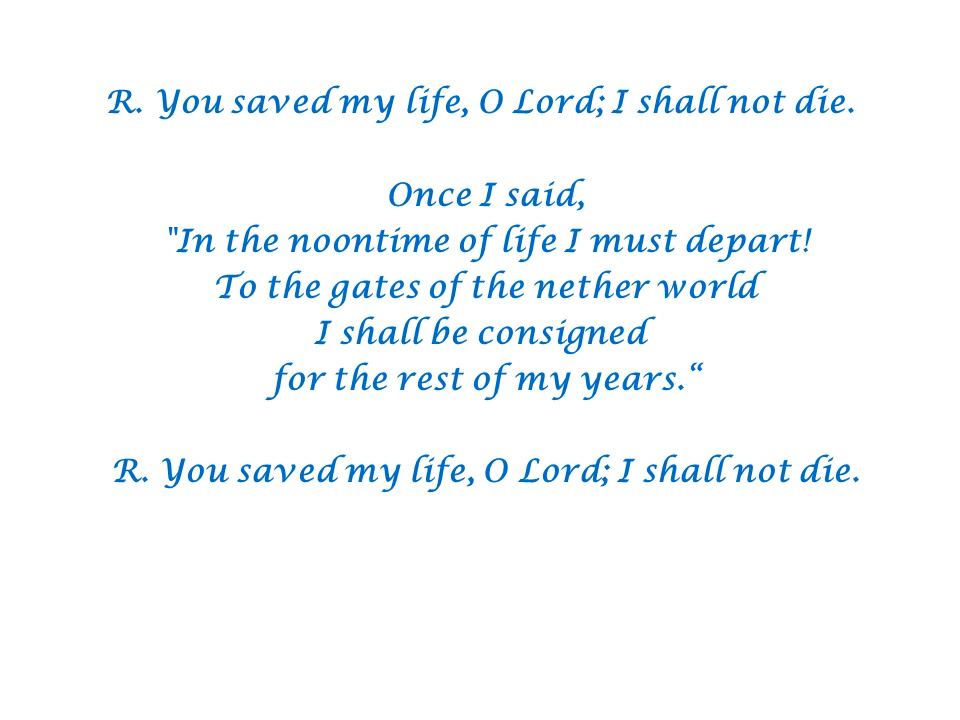 R. You saved my life, O Lord; I shall not die.
Once I said,
"In the noontime of life I must depart!
To the gates of the nether world
I shall be consigned
for the rest of my years.“
R. You saved my life, O Lord; I shall not die.